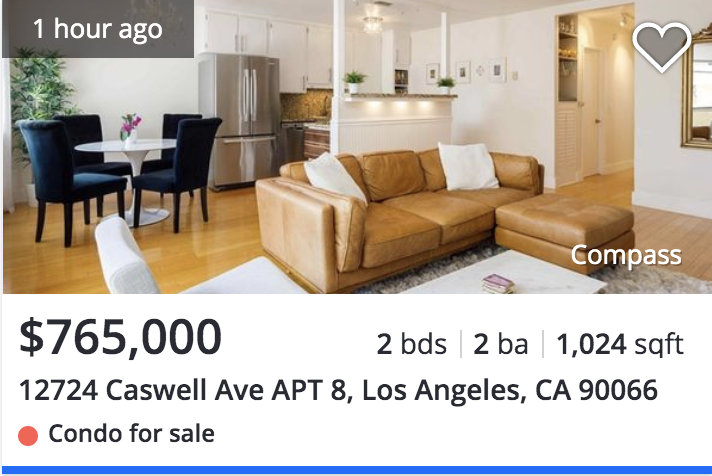 1 hour ago
Compass
$765,000 2 bds 2 ba 1,024 sqft
12724 Caswell Ave APT 8, Los Angeles, CA 90066
Condo for sale